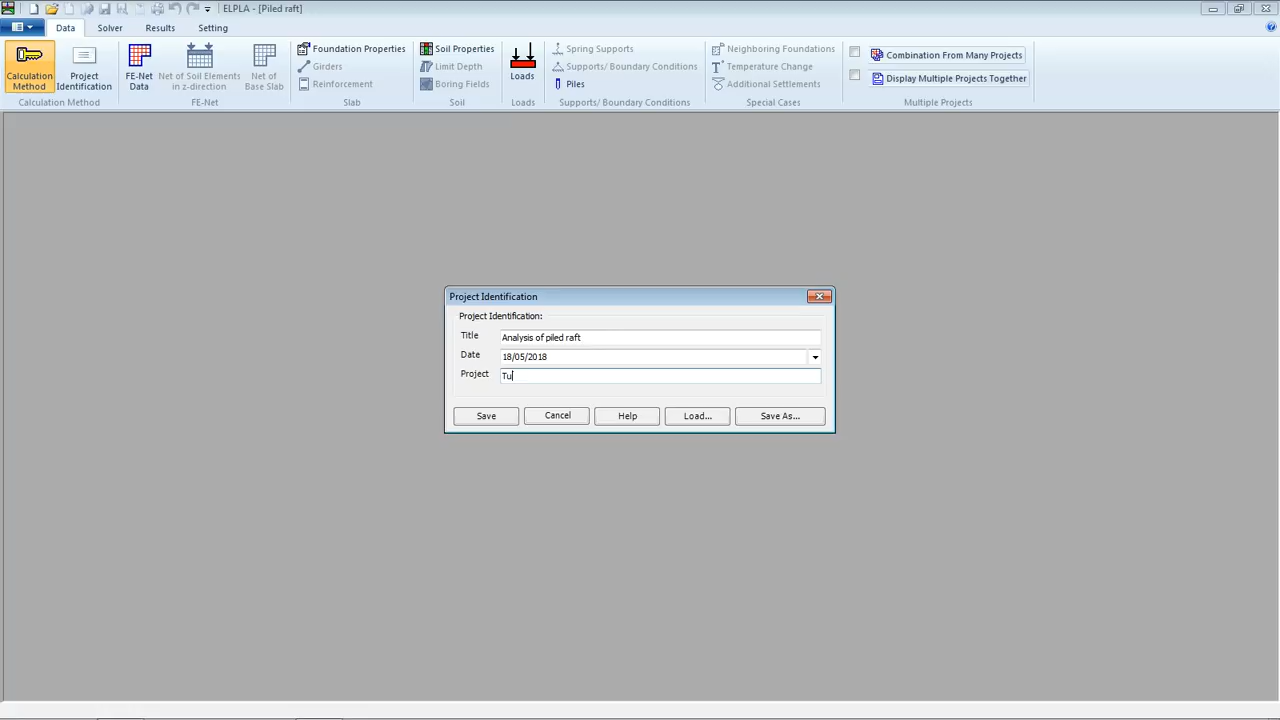 ELPLA - [Piled raft]
Data Solver Results Setting
Calculation Method
Project Identification
FE-Net Data
Net of Soil Elements in z-direction
Net of Base Slab
Foundation Properties
Girders
Reinforcement
Soil Properties
Limit Depth
Boring Fields
Loads
Spring Supports
Supports/ Boundary Conditions
Piles
Neighboring Foundations
Temperature Change
Additional Settlements
Combination From Many Projects
Display Multiple Projects Together
Calculation Method FE-Net Slab Soil Loads Supports/ Boundary Conditions Special Cases Multiple Projects
Project Identification
Project Identification:
Title Analysis of piled raft
Date 18/05/2018
Project Tu
Save Cancel Help Load... Save As...